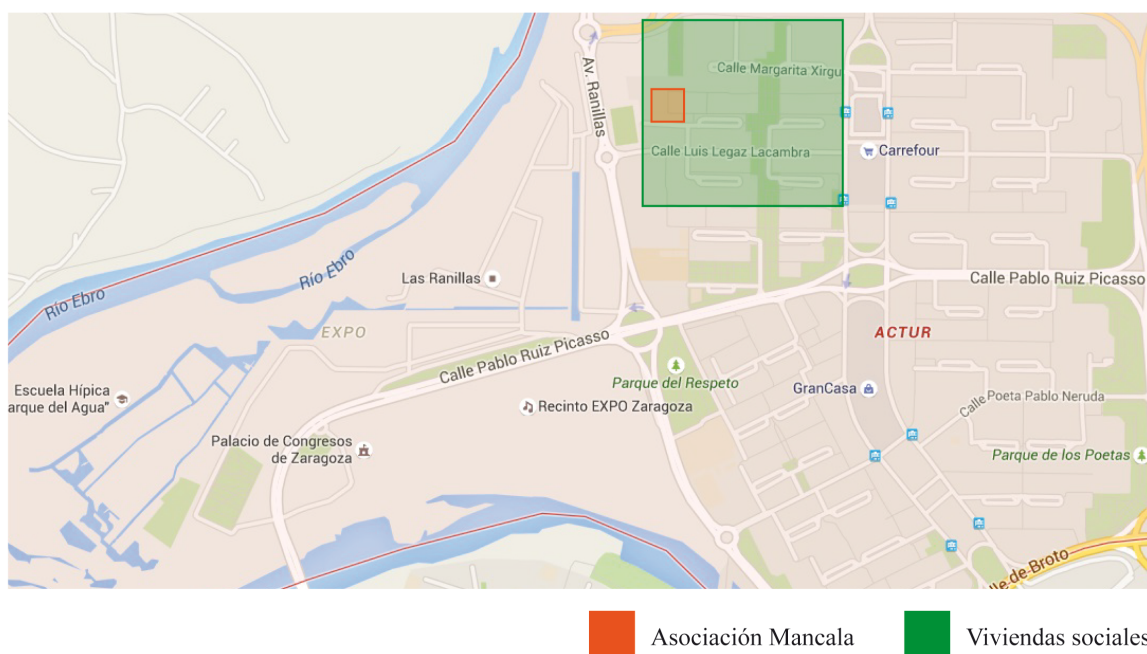 Av. Ranillas
Calle Margarita Xirgu
Calle Luis Legaz Lacambra
Carrefour
Río Ebro
Río Ebro
Las Ranillas
Calle Pablo Ruiz Picasso
EXPO
ACTUR
Calle Pablo Ruiz Picasso
Parque del Respeto
GranCasa
Escuela Hípica
arque del Agua"
Recinto EXPO Zaragoza
Calle Poeta Pablo Neruda
Palacio de Congresos
de Zaragoza
Parque de los Poetas
lle de Broto
Asociación Mancala
Viviendas sociales